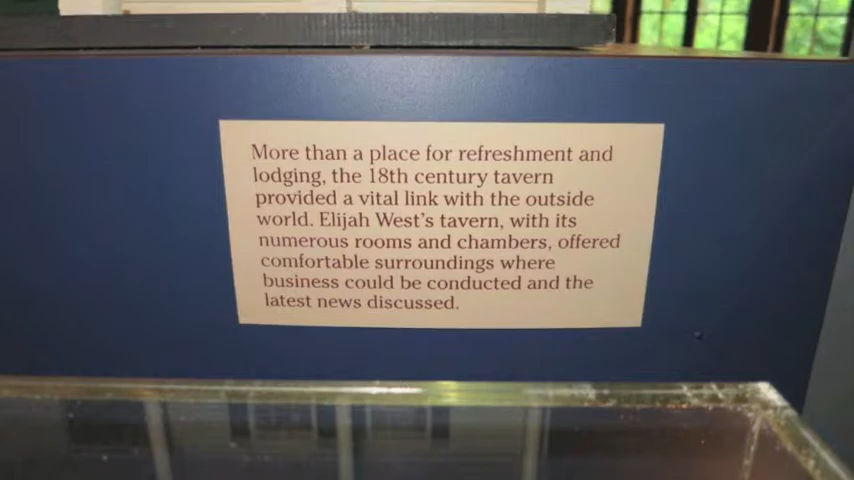 More than a place for refreshment and
lodging, the 18th century tavern
provided a vital link with the outside
world. Elijah West's tavern, with its
numerous rooms and chambers, offered
comfortable surroundings where
business could be conducted and the
latest news discussed.